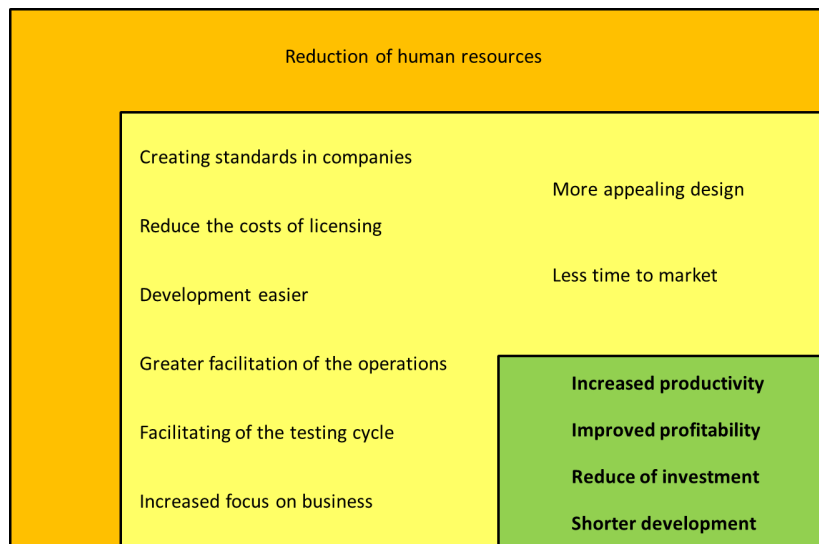 Reduction of human resources
Creating standards in companies
Reduce the costs of licensing
Development easier
Greater facilitation of the operations
Facilitating of the testing cycle
Increased focus on business
More appealing design
Less time to market
Increased productivity
Improved profitability
Reduce of investment
Shorter development